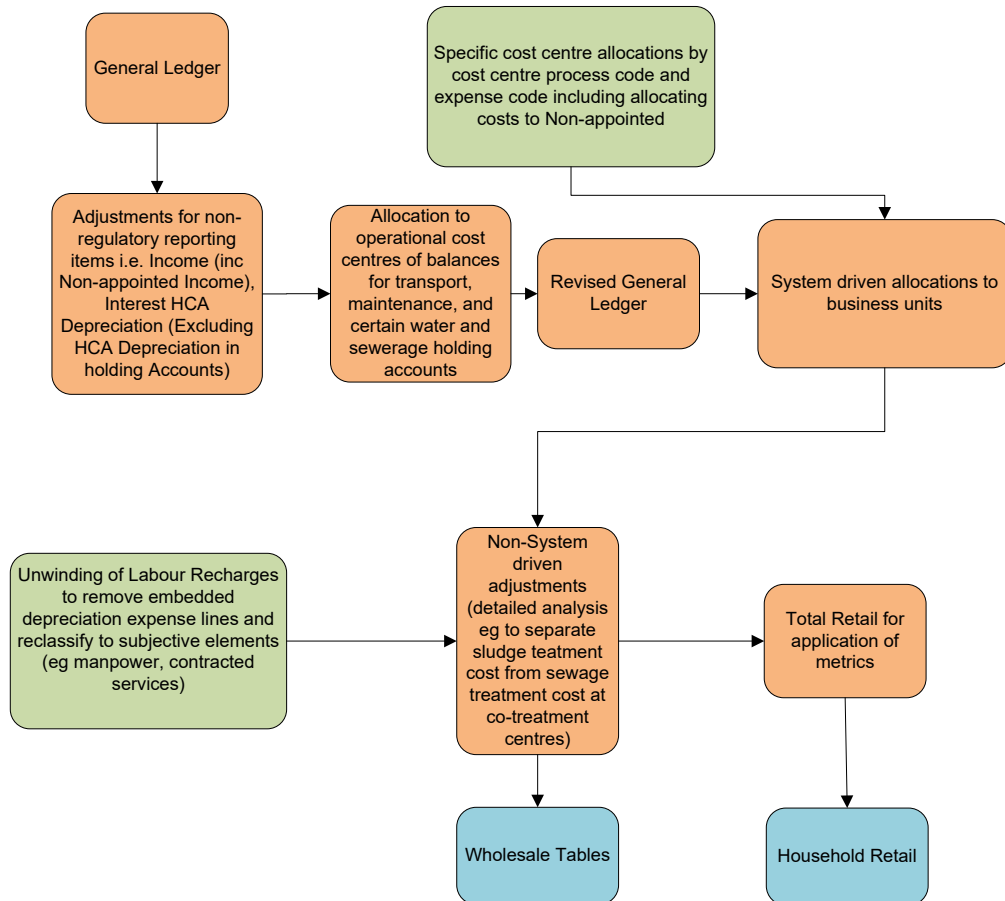 General Ledger
Specific cost centre allocations by
cost centre process code and
expense code including allocating
costs to Non-appointed
Adjustments for non-
regulatory reporting
items i.e. Income (inc
Non-appointed Income),
Interest HCA
Depreciation (Excluding
HCA Depreciation in
holding Accounts)
Allocation to
operational cost
centres of balances
for transport,
maintenance, and
certain water and
sewerage holding
accounts
Revised General
Ledger
System driven allocations to
business units
Unwinding of Labour Recharges
to remove embedded
depreciation expense lines and
reclassify to subjective elements
(eg manpower, contracted
services)
Non-System
driven
adjustments
(detailed analysis
eg to separate
sludge teatment
cost from sewage
treatment cost at
co-treatment
centres)
Total Retail for
application of
metrics
Wholesale Tables
Household Retail